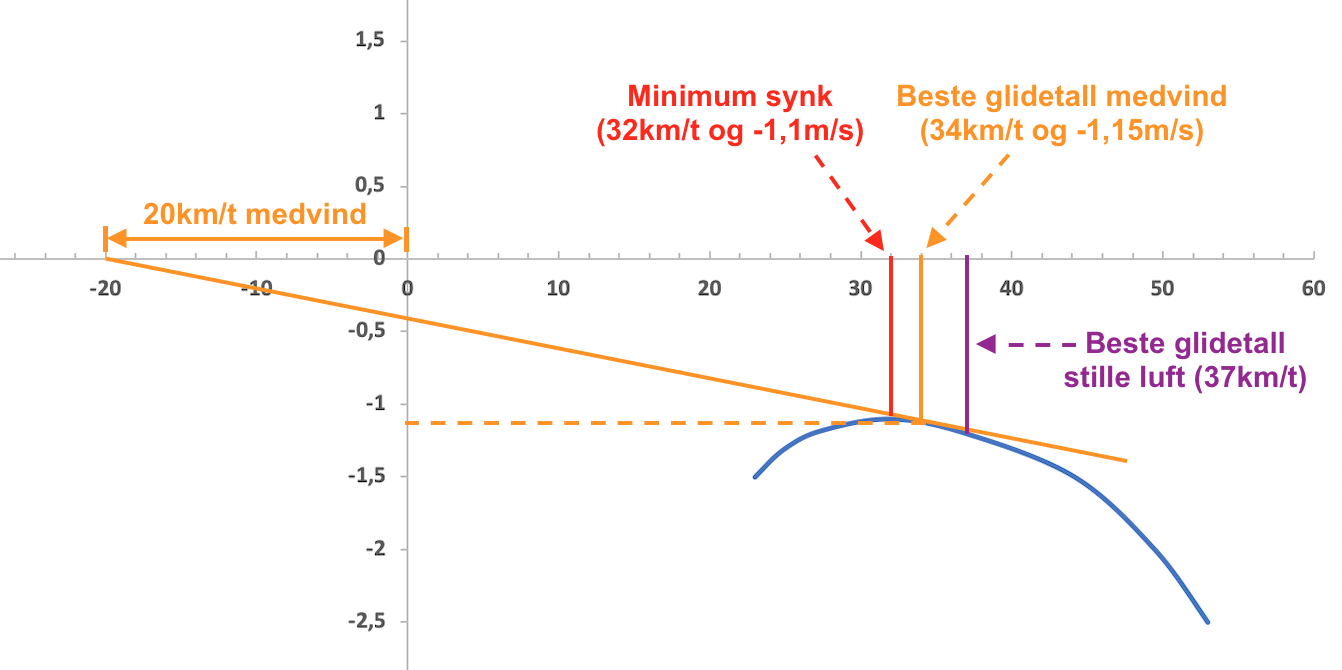 1,5
1
0,5
0
-0,5
-1
-1,5
-2
-2,5
-20
-10
0
10
20
30
40
50
60
20km/t medvind
Minimum synk
(32km/t og -1,1m/s)
Beste glidetall medvind
(34km/t og -1,15m/s)
Beste glidetall
stille luft (37km/t)